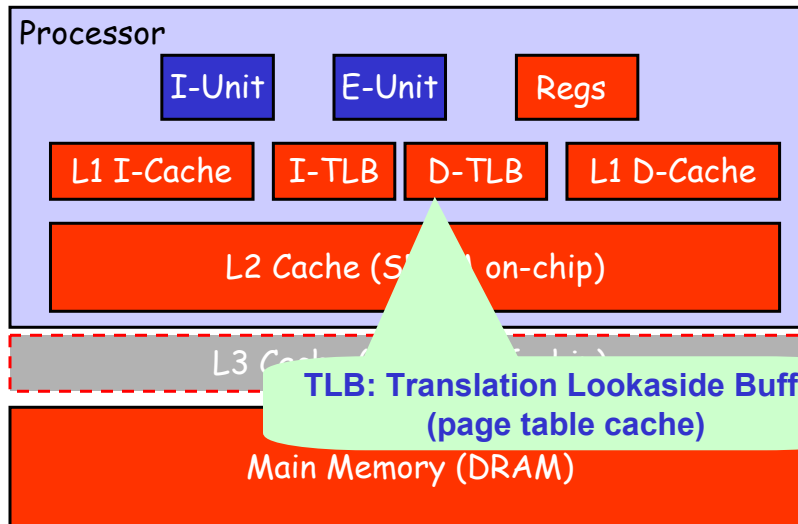 Processor
I-Unit E-Unit Regs
L1 I-Cache I-TLB D-TLB L1 D-Cache
L2 Cache ( on-chip)
L3
TLB: Translation Lookaside Buff
(page table cache)
Main Memory (DRAM)